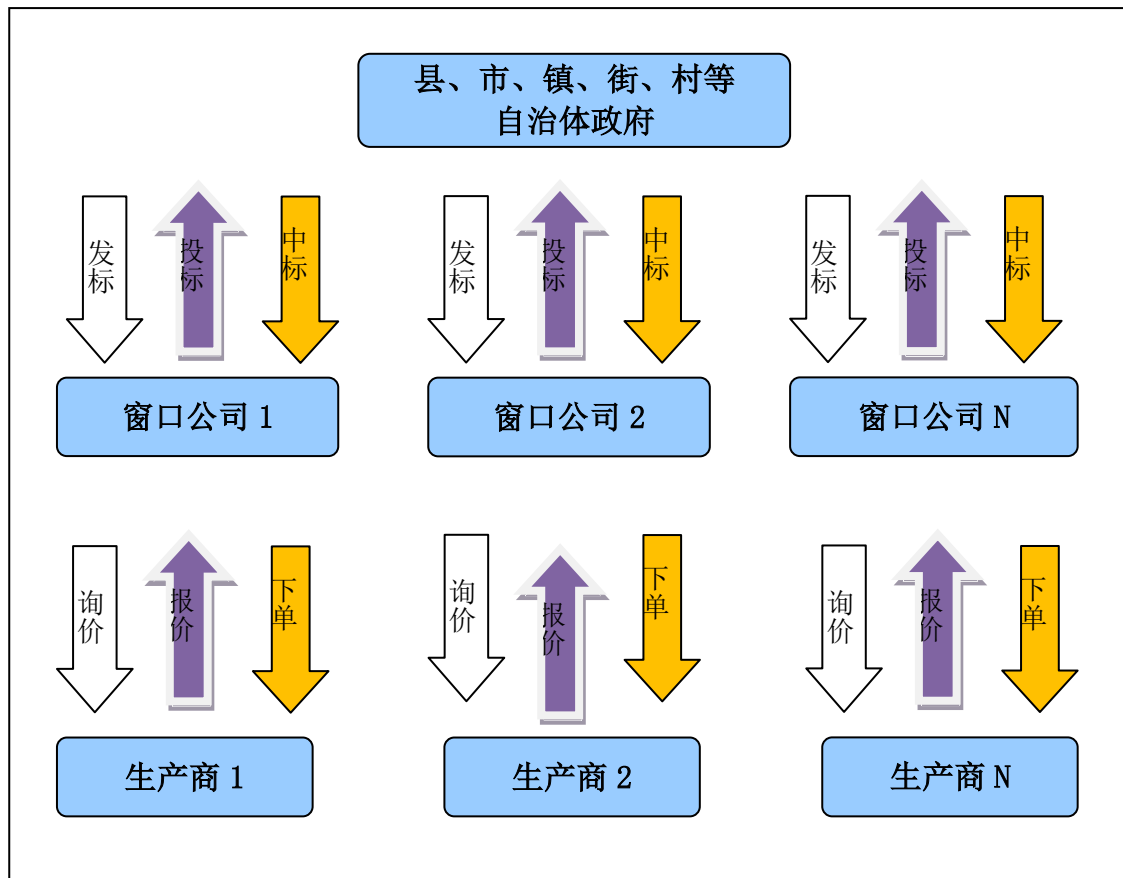 县、市、镇、街、村等
自治体政府
发标
投标
中标
发标
投标
中标
发标
投标
中标
窗口公司 1
窗口公司 2
窗口公司 N
询价
报价
下单
询价
报价
下单
询价
报价
下单
生产商 1
生产商 2
生产商 N